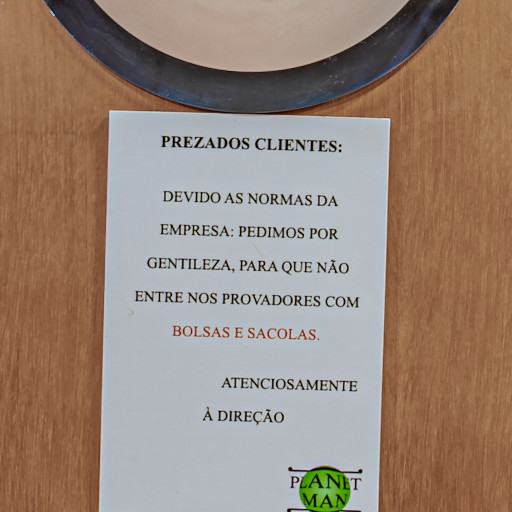 PREZADOS CLIENTES:
DEVIDO AS NORMAS DA
EMPRESA: PEDIMOS POR
GENTILEZA, PARA QUE NÃO
ENTRE NOS PROVADORES COM
BOLSAS E SACOLAS.
ATENCIOSAMENTE
À DIREÇÃO
PLANET
MAN